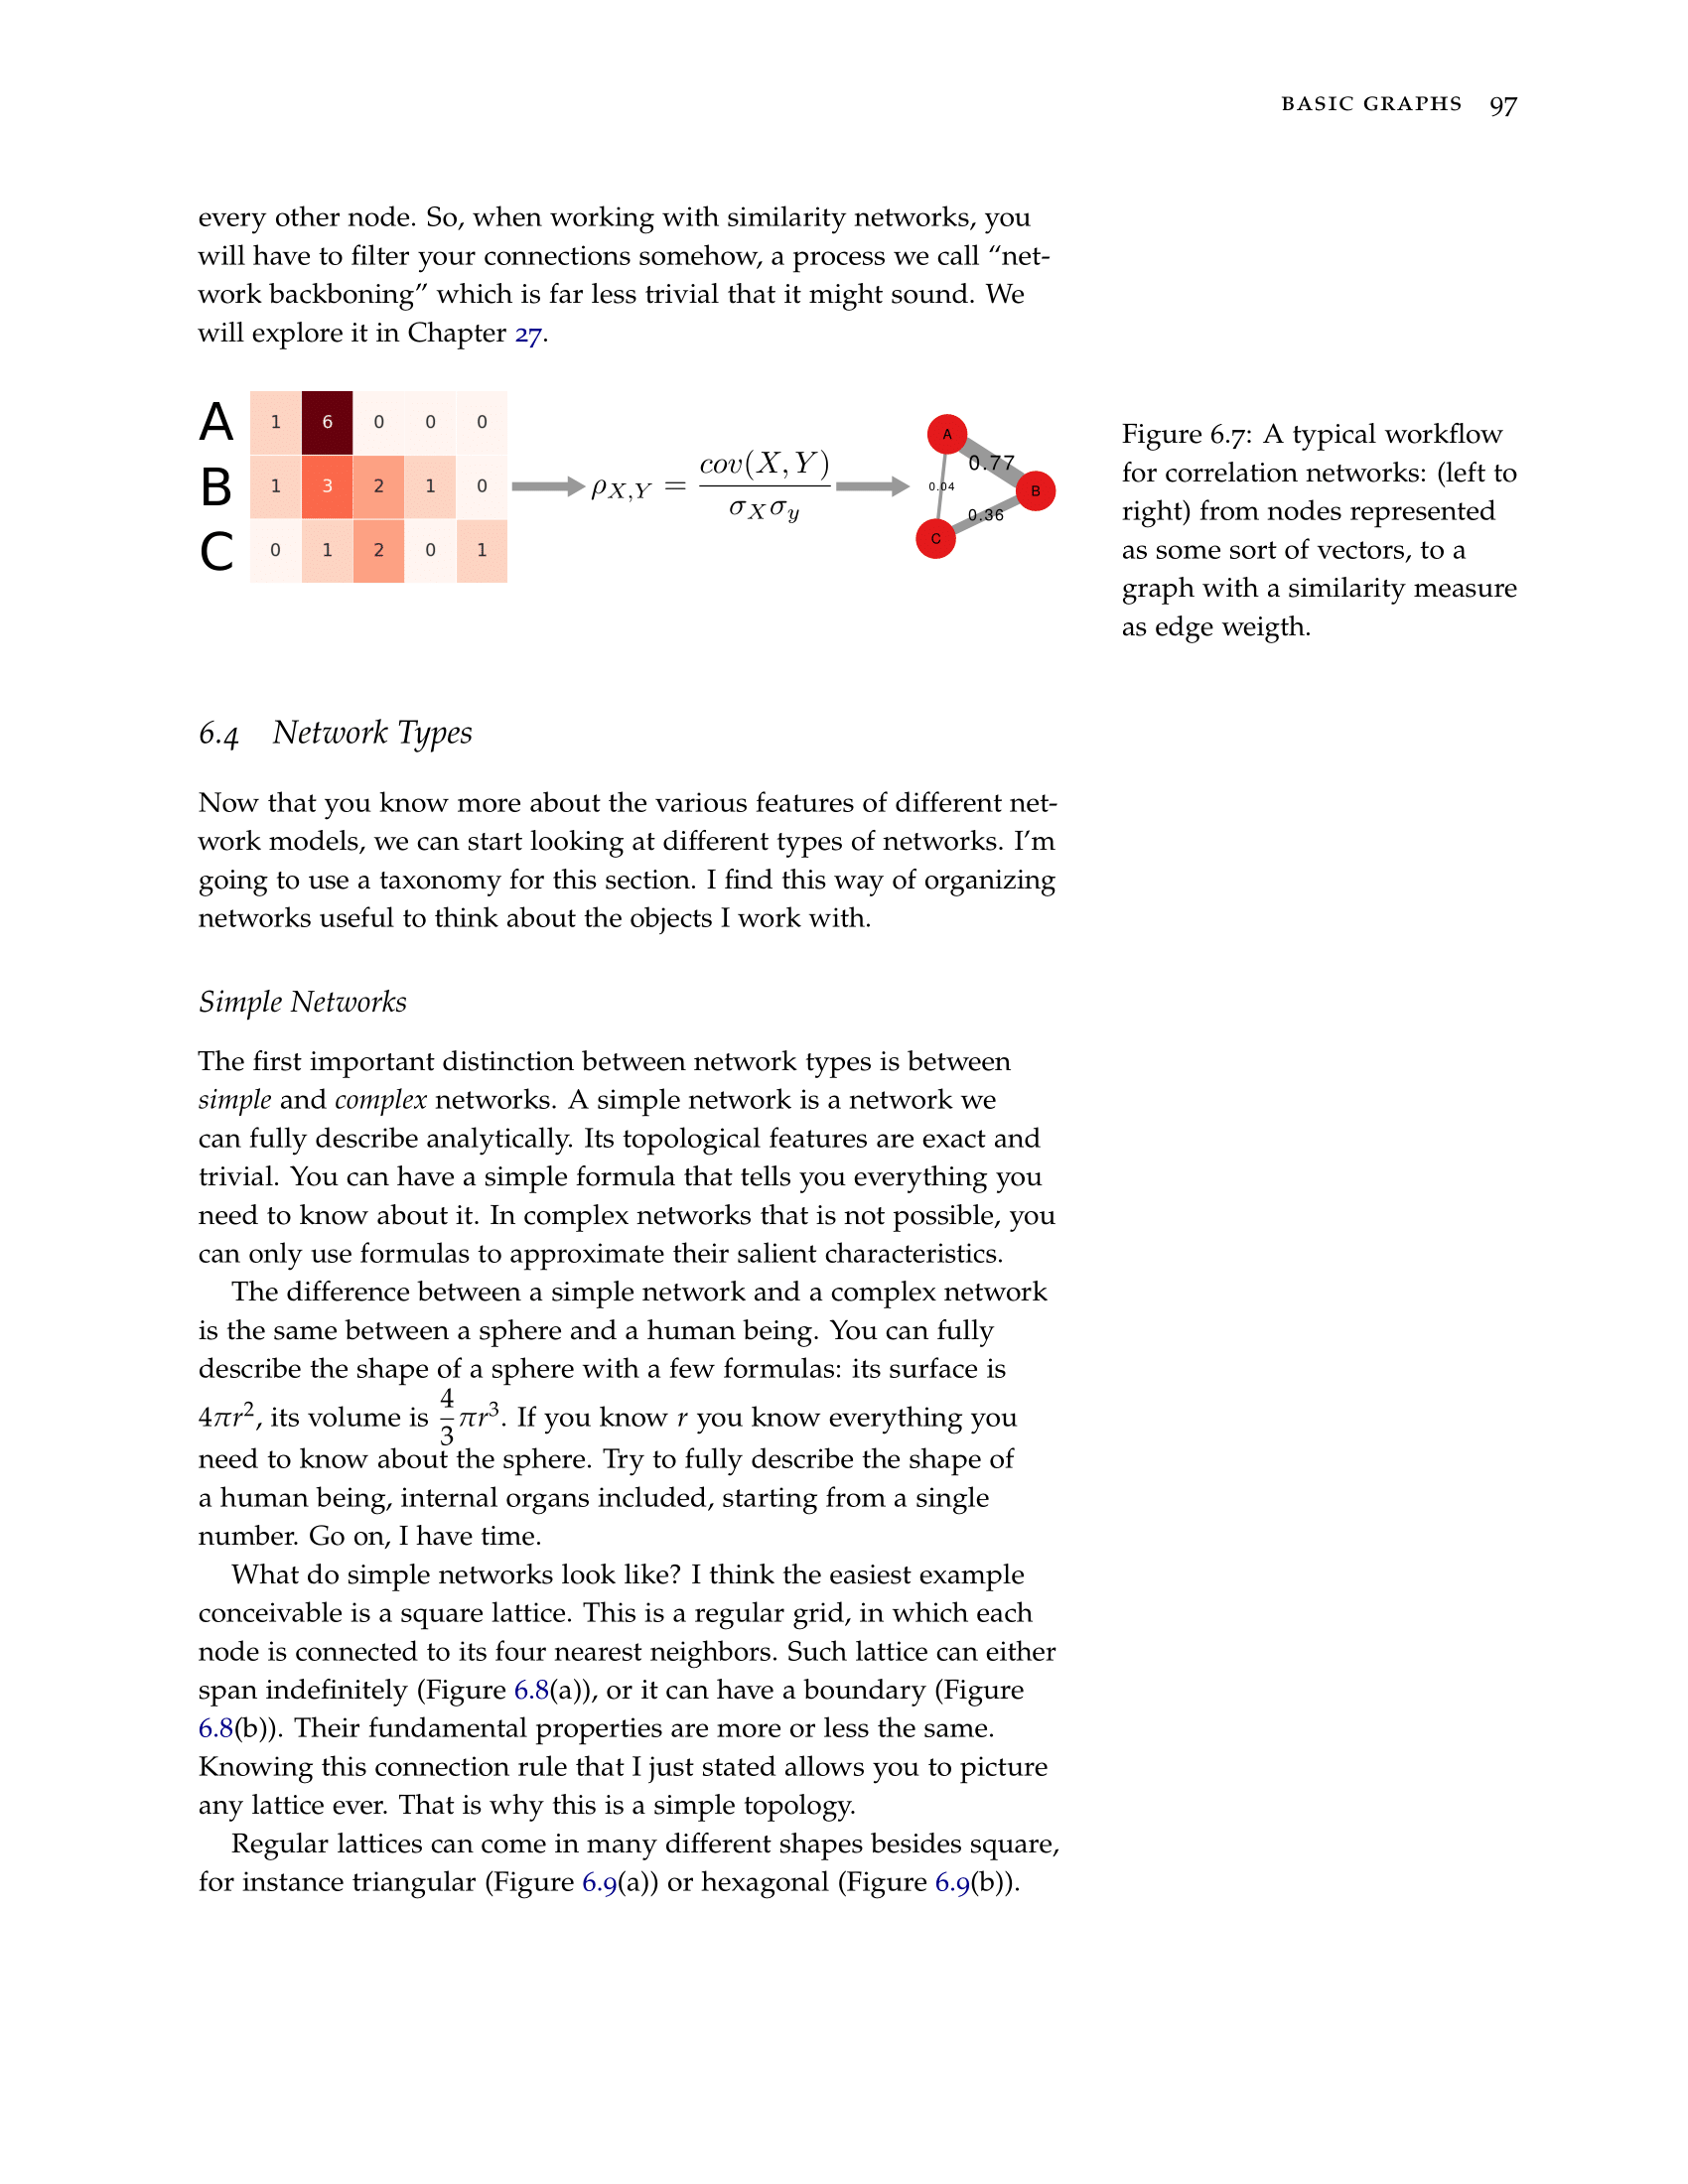 BASIC GRAPHS 97
every other node. So, when working with similarity networks, you
will have to filter your connections somehow, a process we call “net-
work backboning” which is far less trivial that it might sound. We
will explore it in Chapter 27.
A 1 6 0 0 0
B 1 3 2 1 0
C 0 1 2 0 1
ρX,Y = cov(X, Y) / σXσy
A
0.77
B
0.04
0.36
C
Figure 6.7: A typical workflow
for correlation networks: (left to
right) from nodes represented
as some sort of vectors, to a
graph with a similarity measure
as edge weigth.
6.4 Network Types
Now that you know more about the various features of different net-
work models, we can start looking at different types of networks. I’m
going to use a taxonomy for this section. I find this way of organizing
networks useful to think about the objects I work with.
Simple Networks
The first important distinction between network types is between
simple and complex networks. A simple network is a network we
can fully describe analytically. Its topological features are exact and
trivial. You can have a simple formula that tells you everything you
need to know about it. In complex networks that is not possible, you
can only use formulas to approximate their salient characteristics.
The difference between a simple network and a complex network
is the same between a sphere and a human being. You can fully
describe the shape of a sphere with a few formulas: its surface is
4πr², its volume is 4/3 πr³. If you know r you know everything you
need to know about the sphere. Try to fully describe the shape of
a human being, internal organs included, starting from a single
number. Go on, I have time.
What do simple networks look like? I think the easiest example
conceivable is a square lattice. This is a regular grid, in which each
node is connected to its four nearest neighbors. Such lattice can either
span indefinitely (Figure 6.8(a)), or it can have a boundary (Figure
6.8(b)). Their fundamental properties are more or less the same.
Knowing this connection rule that I just stated allows you to picture
any lattice ever. That is why this is a simple topology.
Regular lattices can come in many different shapes besides square,
for instance triangular (Figure 6.9(a)) or hexagonal (Figure 6.9(b)).